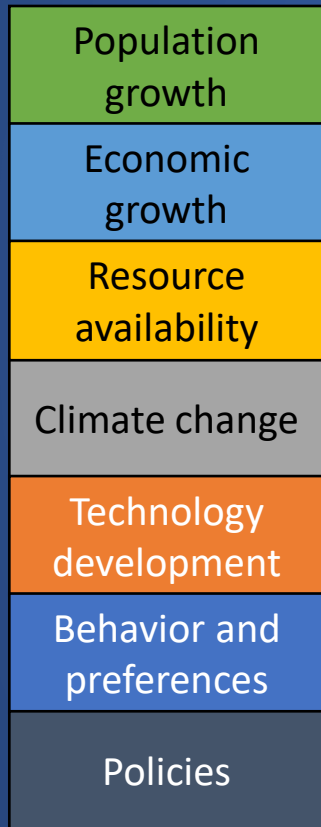 Population
growth
Economic
growth
Resource
availability
Climate change
Technology
development
Behavior and
preferences
Policies